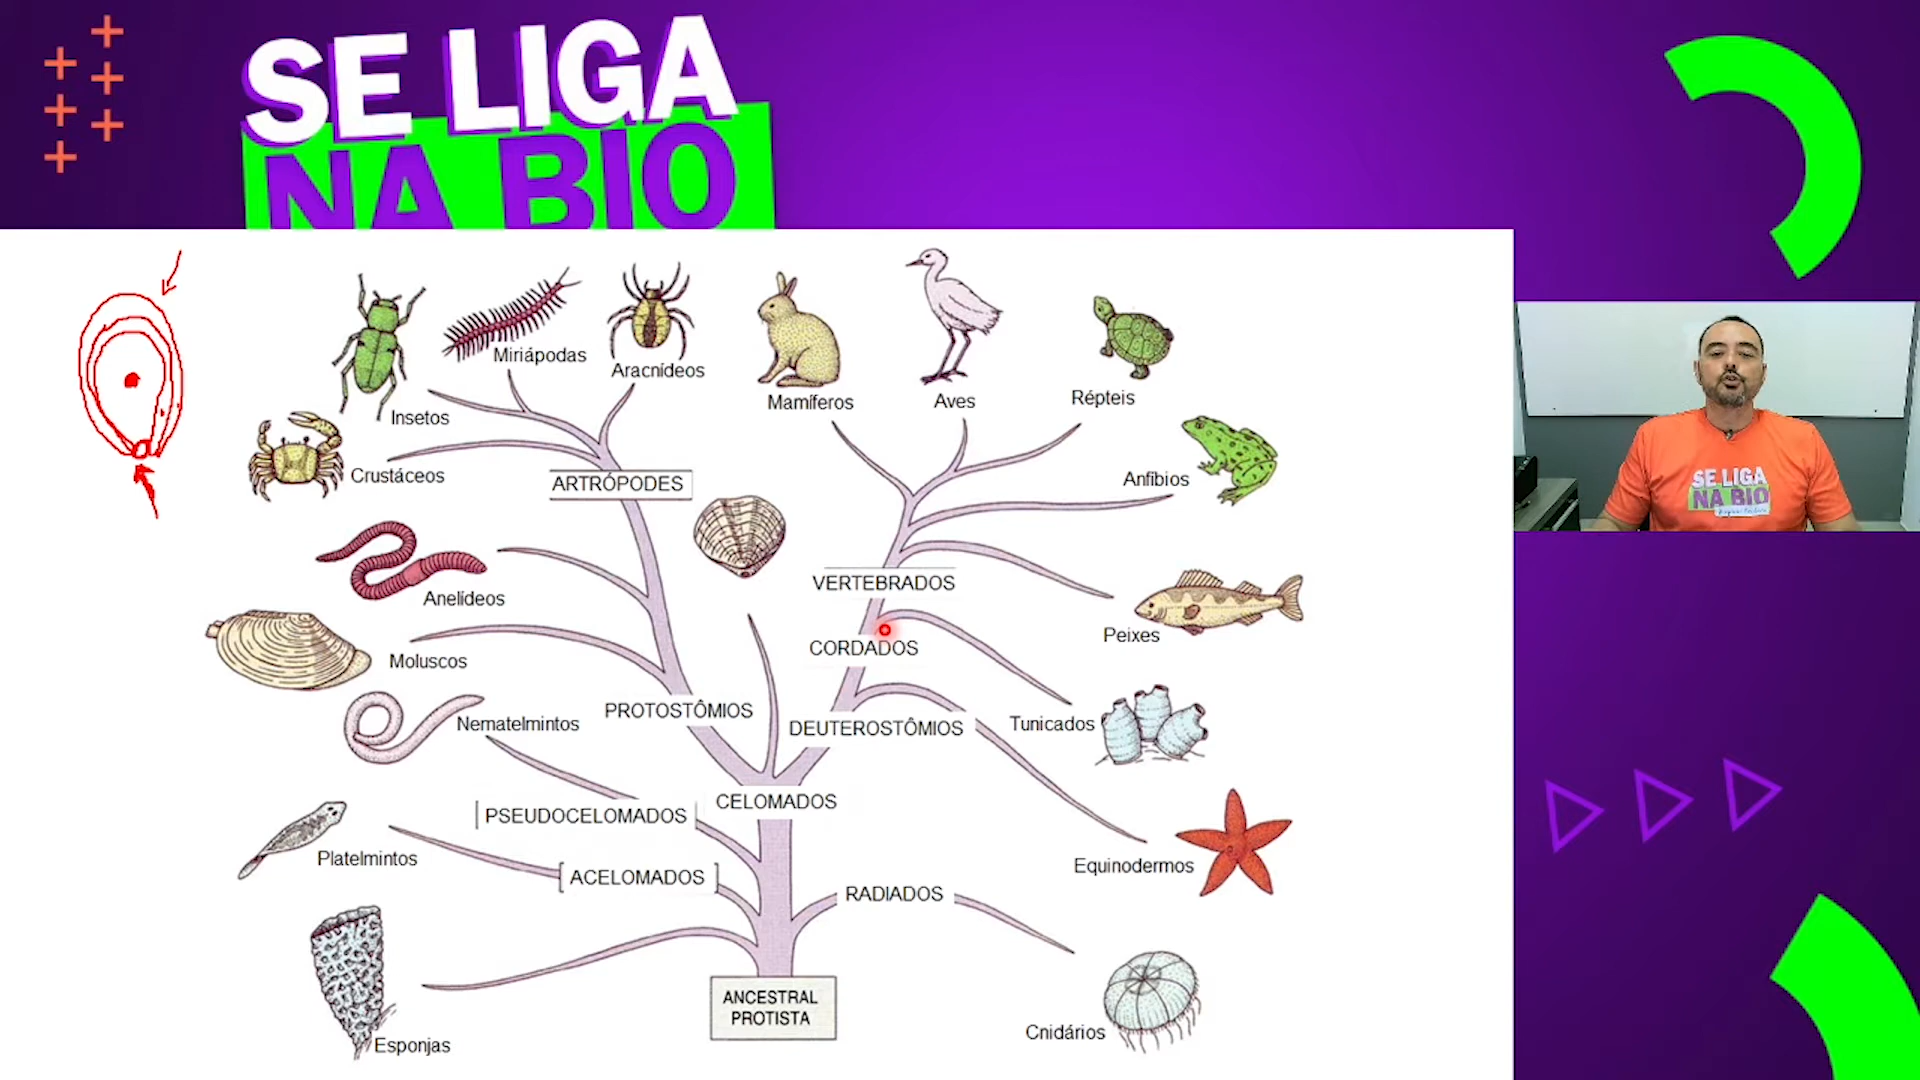 SE LIGA
NA BIO
Miriápodas
Aracnídeos
Insetos
Mamíferos
Aves
Répteis
Crustáceos
ARTRÓPODES
Anfíbios
SE LIGA
NA BIO
Anelídeos
VERTEBRADOS
Peixes
CORDADOS
Moluscos
PROTOSTÔMIOS
Nematelmintos
DEUTEROSTÔMIOS
Tunicados
CELOMADOS
PSEUDOCELOMADOS
Platelmintos
ACELOMADOS
Equinodermos
RADIADOS
ANCESTRAL
PROTISTA
Cnidários
Esponjas